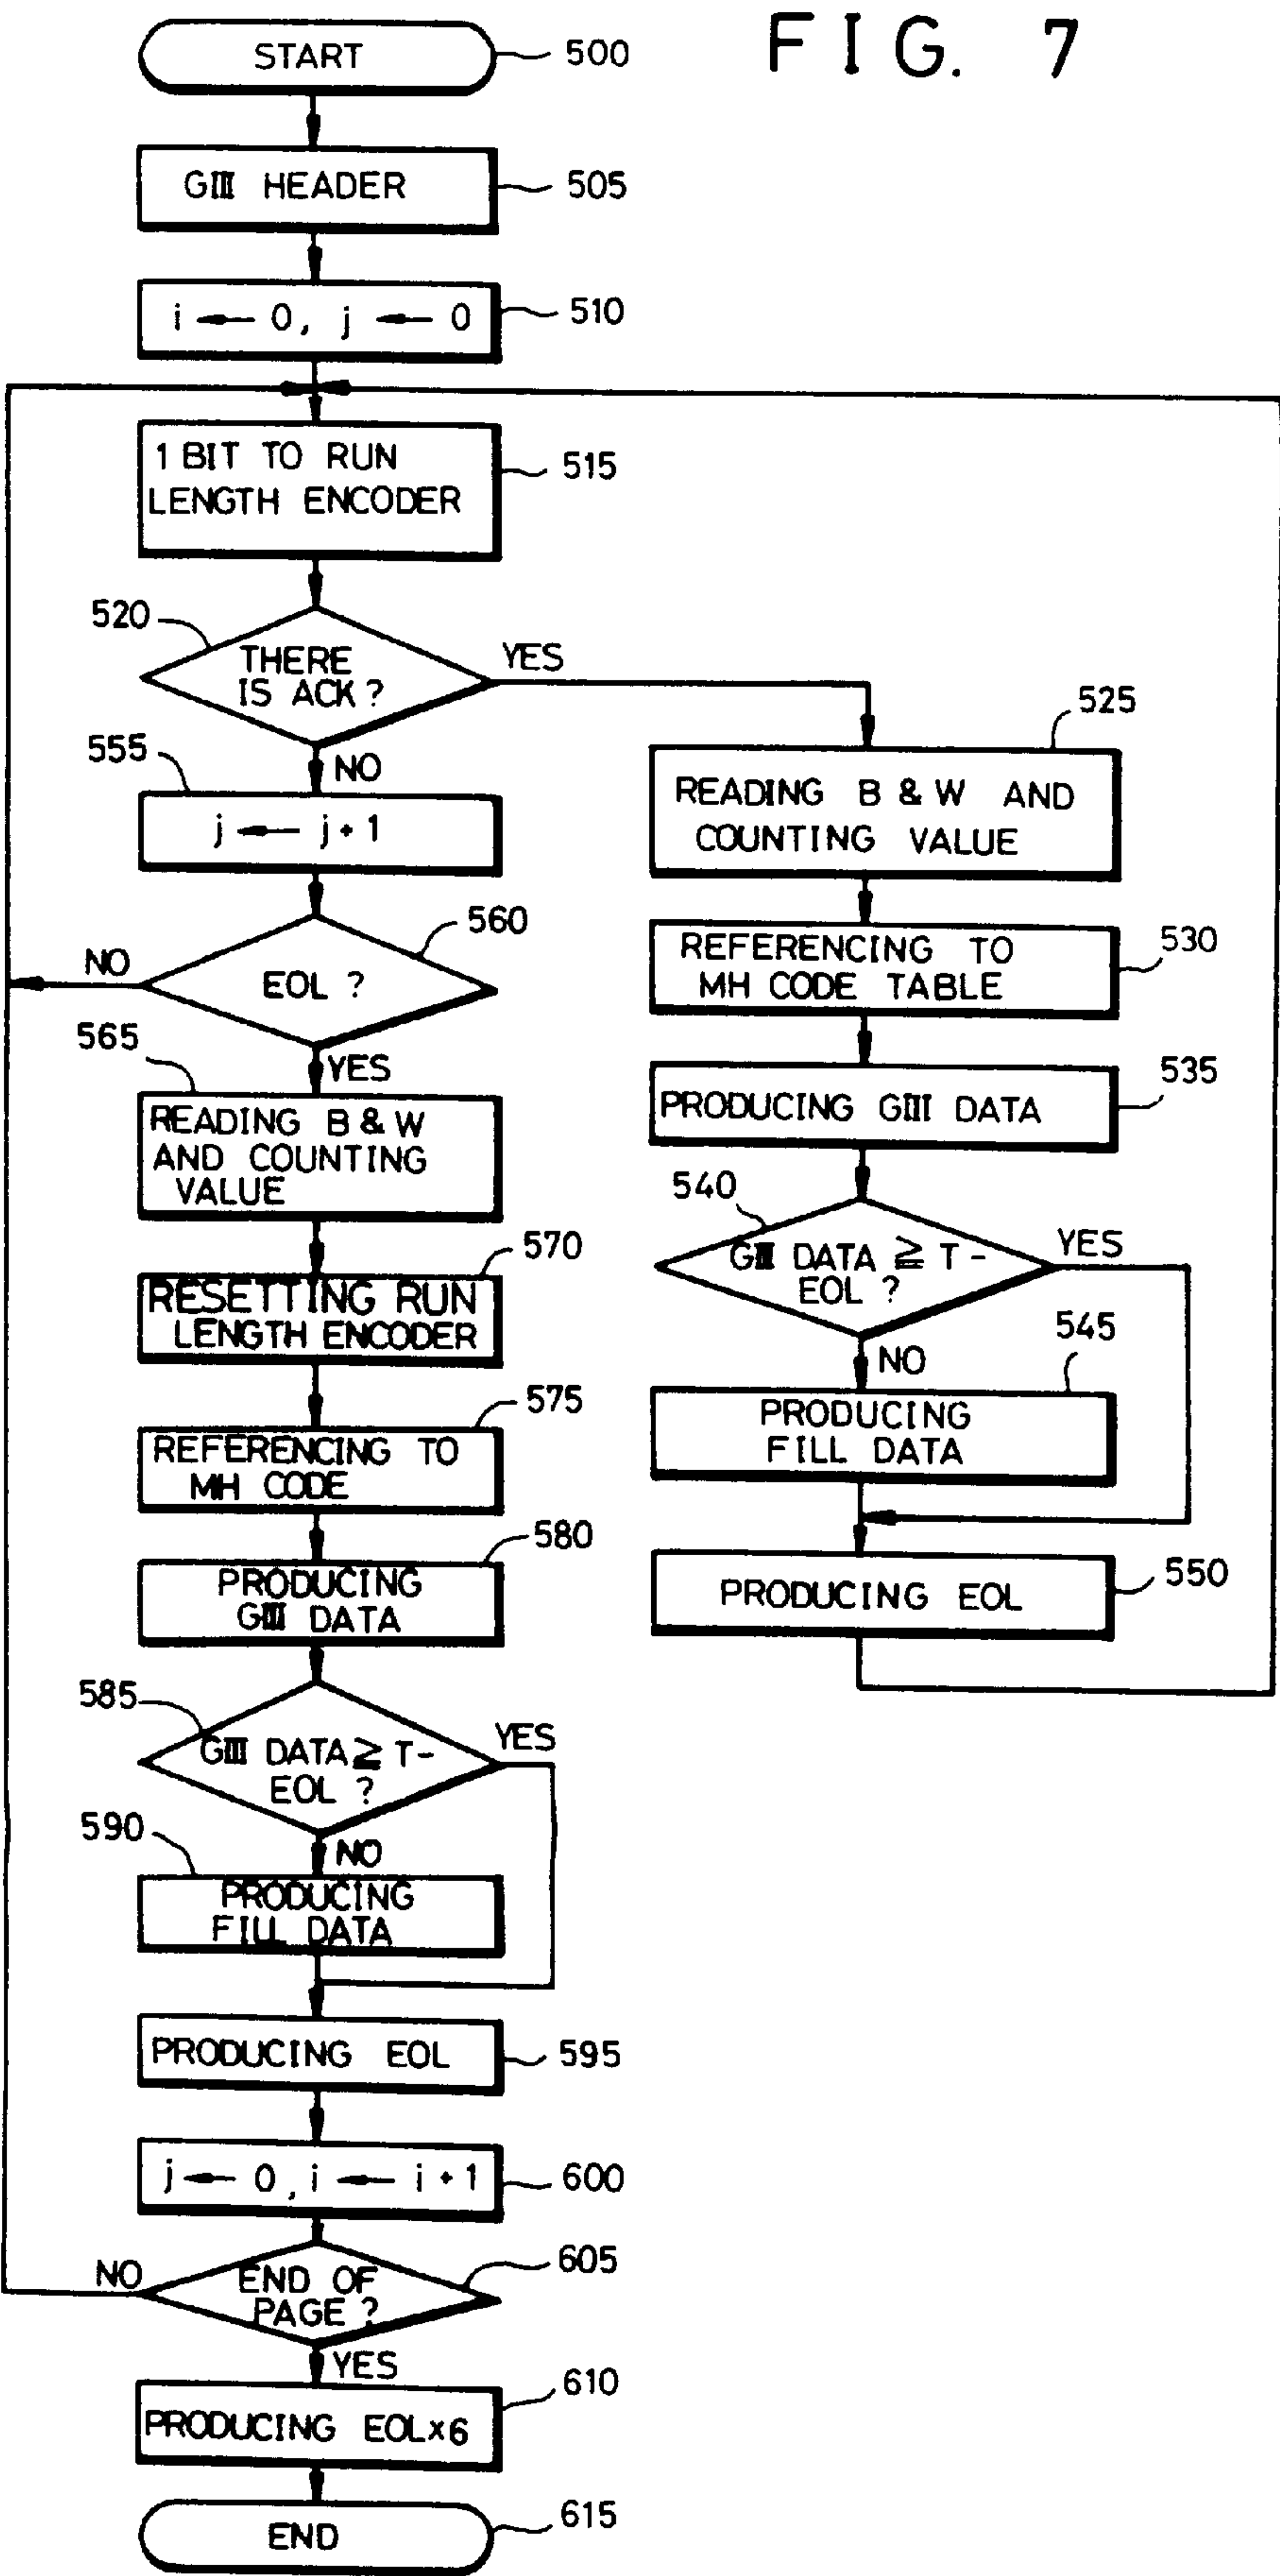 FIG. 7
START
500
GIII HEADER
505
i ← 0, j ← 0
510
1 BIT TO RUN
LENGTH ENCODER
515
520
THERE
IS ACK ?
YES
NO
525
READING B & W AND
COUNTING VALUE
530
REFERENCING TO
MH CODE TABLE
535
PRODUCING GIII DATA
540
GIII DATA ≧ T-
EOL ?
YES
NO
545
PRODUCING
FILL DATA
550
PRODUCING EOL
555
j ← j + 1
560
EOL ?
NO
YES
565
READING B & W
AND COUNTING
VALUE
570
RESETTING RUN
LENGTH ENCODER
575
REFERENCING TO
MH CODE
580
PRODUCING
GIII DATA
585
GIII DATA ≧ T-
EOL ?
YES
NO
590
PRODUCING
FILL DATA
PRODUCING EOL
595
j ← 0, i ← i + 1
600
605
END OF
PAGE ?
NO
YES
610
PRODUCING EOL×6
END
615